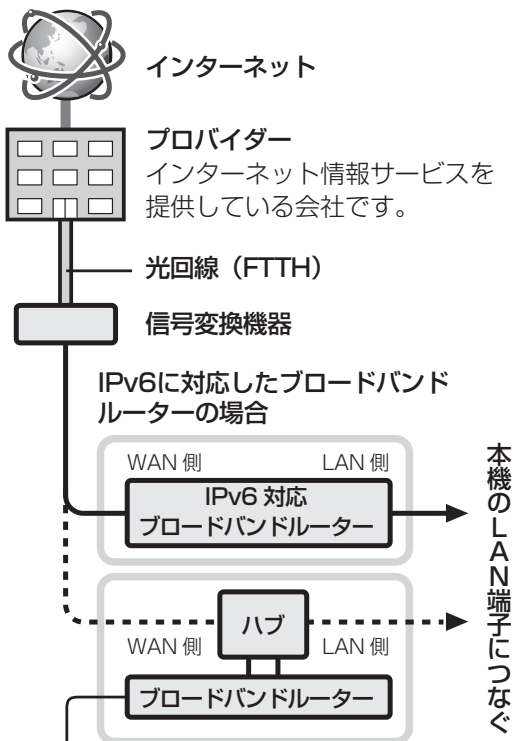 インターネット
プロバイダー
インターネット情報サービスを
提供している会社です。
光回線（FTTH）
信号変換機器
IPv6に対応したブロードバンド
ルーターの場合
WAN 側 LAN 側
IPv6 対応
ブロードバンドルーター
本機のLAN端子につなぐ
ハブ
WAN 側 LAN 側
ブロードバンドルーター